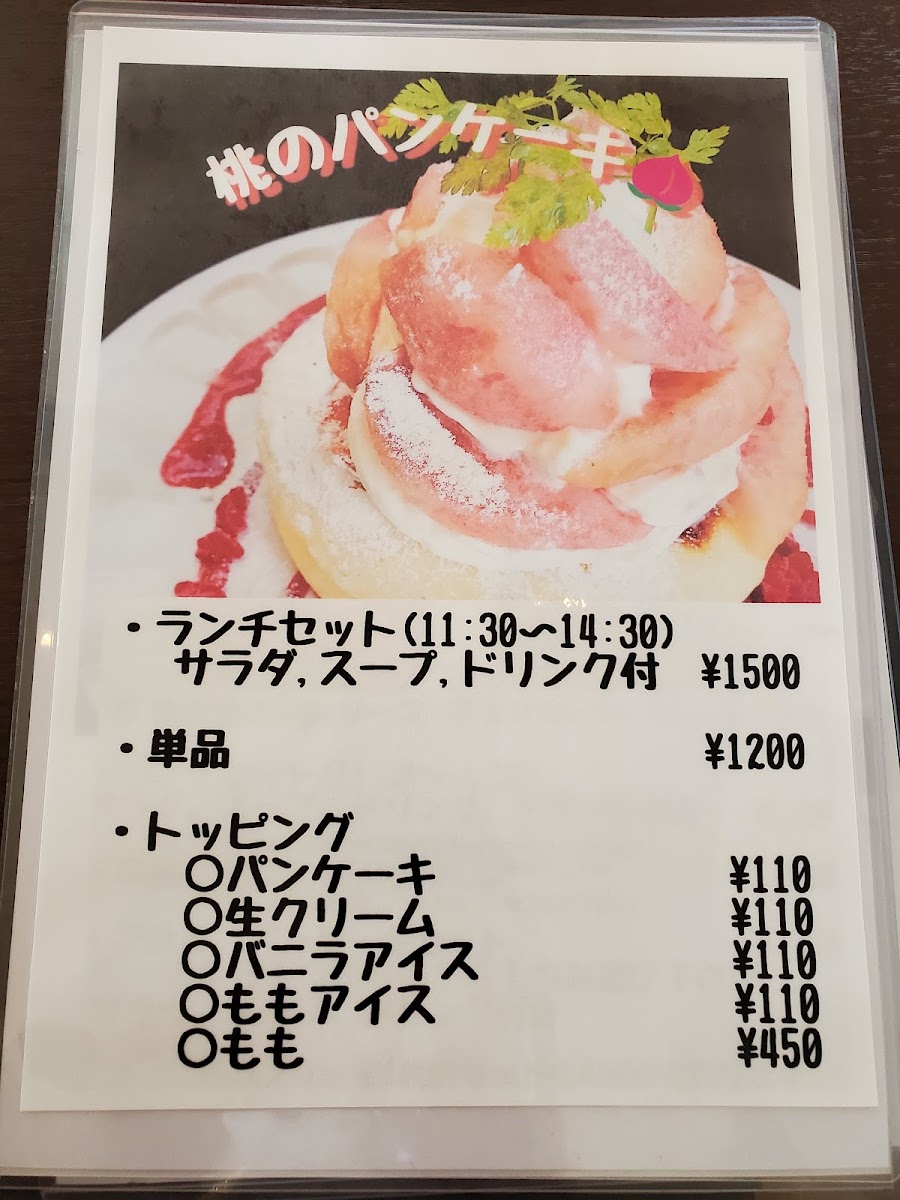 桃のパンケーキ
・ランチセット(11:30〜14:30)
サラダ,スープ,ドリンク付 ¥1500
・単品 ¥1200
・トッピング
○パンケーキ ¥110
○生クリーム ¥110
○バニラアイス ¥110
○ももアイス ¥110
○もも ¥450